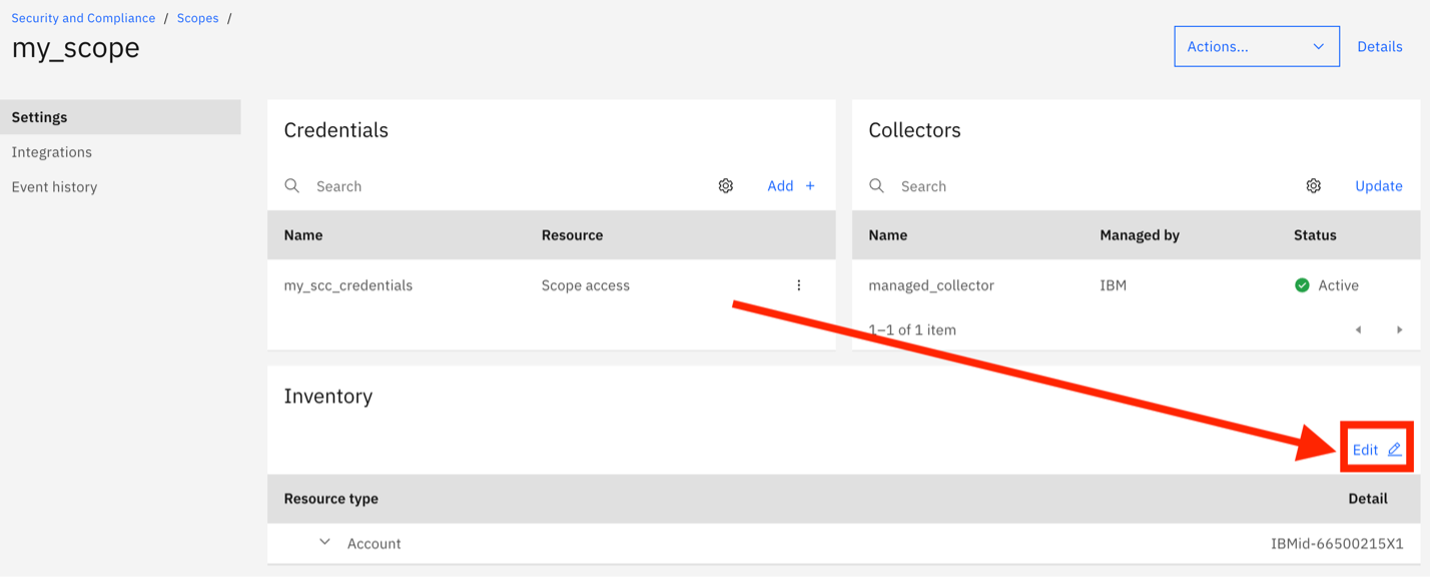 Security and Compliance / Scopes /
my_scope
Actions...
Details
Settings
Integrations
Event history
Credentials
Search
Add +
Name Resource
my_scc_credentials Scope access
Collectors
Search
Update
Name Managed by Status
managed_collector IBM Active
1–1 of 1 item
Inventory
Edit
Resource type Detail
Account IBMid-66500215X1